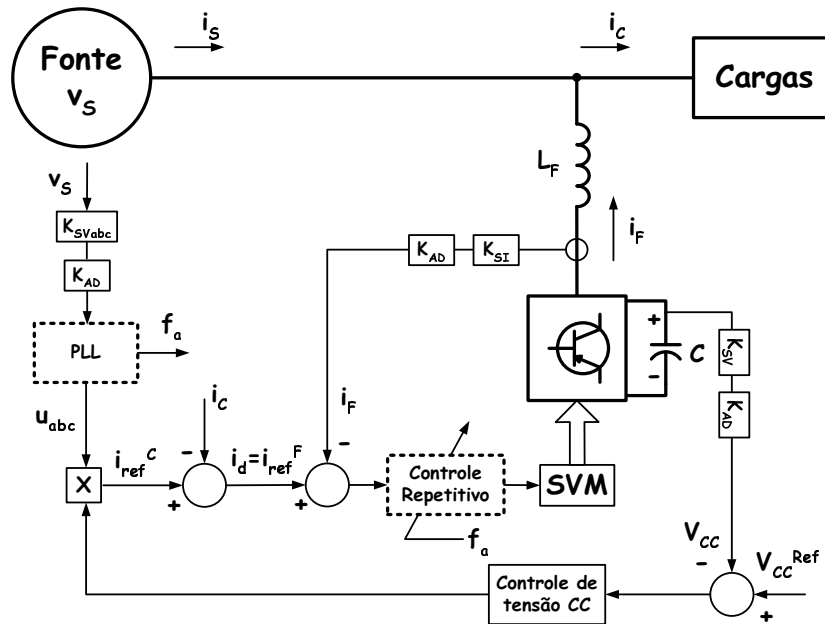 i_S
i_C
Fonte
v_S
Cargas
L_F
v_S
K_SVabc
K_AD
K_SI
i_F
K_AD
f_a
PLL
+
-
C
K_SV
K_AD
i_F
u_abc
i_C
-
-
i_ref^C
i_d=i_ref^F
X
+
+
Controle
Repetitivo
SVM
f_a
V_CC
V_CC^Ref
-
+
Controle de
tensão CC